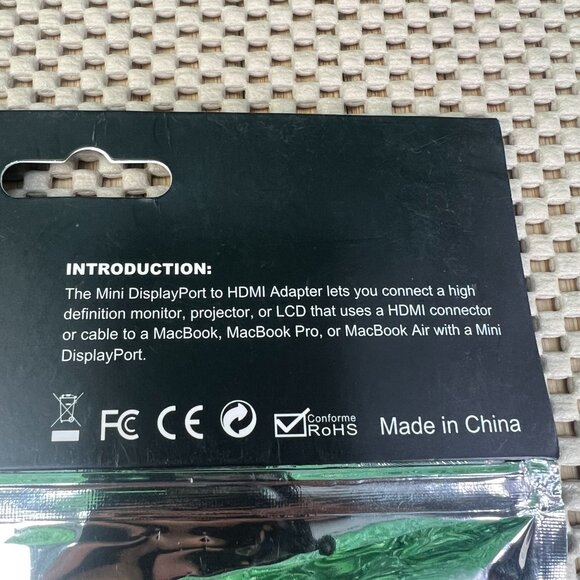 INTRODUCTION:
The Mini DisplayPort to HDMI Adapter lets you connect a high
definition monitor, projector, or LCD that uses a HDMI connector
or cable to a MacBook, MacBook Pro, or MacBook Air with a Mini
DisplayPort.
FC CE Conforme RoHS Made in China